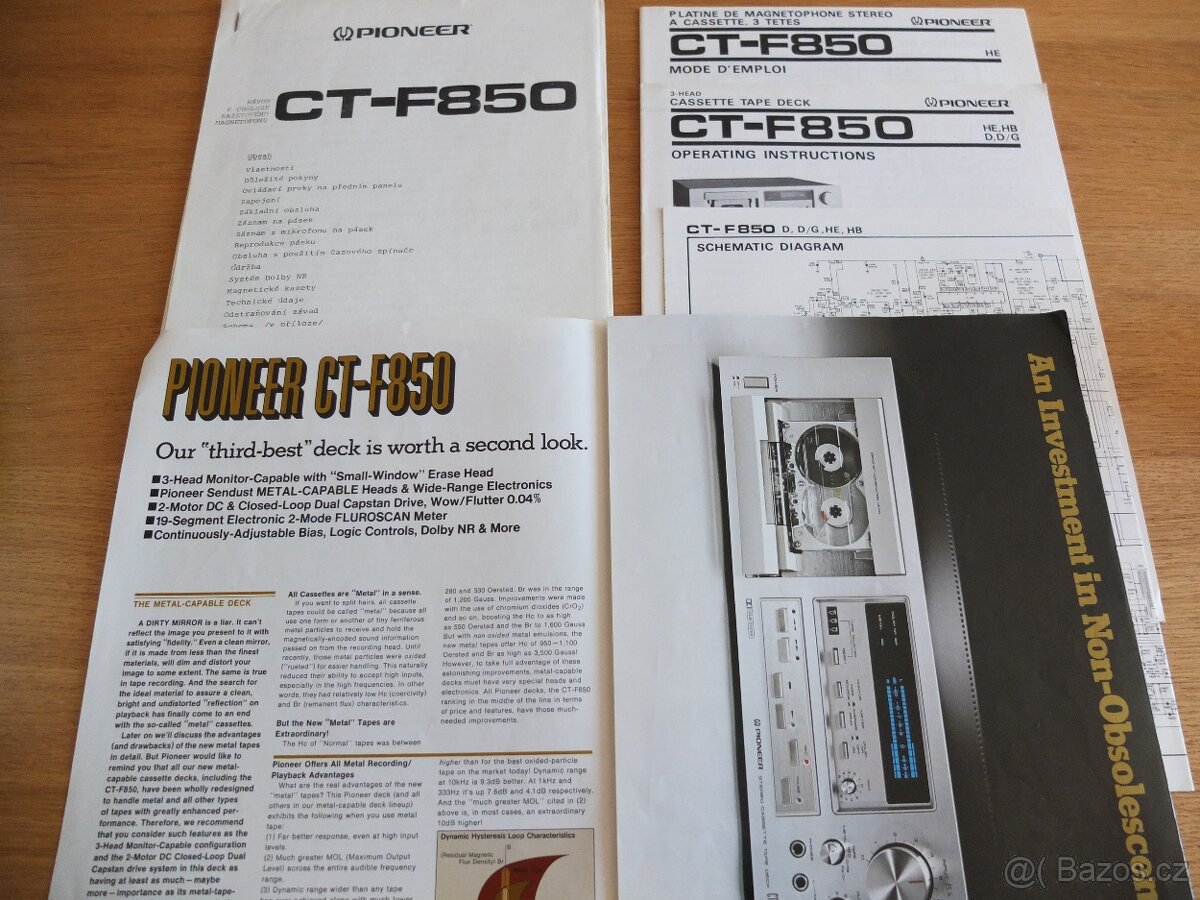 PIONEER
CT-F850
NÁVOD
K OBSLUZE
KAZETOVÉHO
MAGNETOFONU
Obsah
Vlastnosti
Důležité pokyny
Ovládací prvky na předním panelu
Zapojení
Základní obsluha
Záznam na pásek
Záznam z mikrofonu na pásek
Reprodukce pásku
Obsluha s použitím časového spínače
Údržba
Systém Dolby NR
Magnetické kazety
Technické údaje
Odstraňování závad
Schema /v příloze/
PLATINE DE MAGNETOPHONE STEREO
A CASSETTE, 3 TETES
PIONEER
CT-F850
HE
MODE D'EMPLOI
3-HEAD
CASSETTE TAPE DECK
PIONEER
CT-F850
HE, HB
D, D/G
OPERATING INSTRUCTIONS
CT-F850 D, D/G, HE, HB
SCHEMATIC DIAGRAM
PIONEER CT-F850
Our "third-best" deck is worth a second look.
■3-Head Monitor-Capable with "Small-Window" Erase Head
■Pioneer Sendust METAL-CAPABLE Heads & Wide-Range Electronics
■2-Motor DC & Closed-Loop Dual Capstan Drive, Wow/Flutter 0.04%
■19-Segment Electronic 2-Mode FLUROSCAN Meter
■Continuously-Adjustable Bias, Logic Controls, Dolby NR & More
THE METAL-CAPABLE DECK
A DIRTY MIRROR is a liar. It can't
reflect the image you present to it with
satisfying "fidelity." Even a clean mirror,
if it is made from less than the finest
materials, will dim and distort your
image to some extent. The same is true
in tape recording. And the search for
the ideal material to assure a clean,
bright and undistorted "reflection" on
playback has finally come to an end
with the so-called "metal" cassettes.
Later on we'll discuss the advantages
(and drawbacks) of the new metal tapes
in detail. But Pioneer would like to
remind you that all our new metal-
capable cassette decks, including the
CT-F850, have been wholly redesigned
to handle metal and all other types
of tapes with greatly enhanced per-
formance. Therefore, we recommend
that you consider such features as the
3-Head Monitor-Capable configuration
and the 2-Motor DC Closed-Loop Dual
Capstan drive system in this deck as
having at least as much—maybe
more—importance as its metal-tape-
All Cassettes are "Metal" in a sense.
If you want to split hairs, all cassette
tapes could be called "metal" because all
use one form or another of tiny ferriferous
metal particles to receive and hold the
magnetically-encoded sound information
passed on from the recording head. Until
recently, those metal particles were oxided
("rusted") for easier handling. This naturally
reduced their ability to accept high inputs,
especially in the high frequencies. In other
words, they had relatively low Hc (coercivity)
and Br (remanent flux) characteristics.
But the New "Metal" Tapes are
Extraordinary!
The Hc of "Normal" tapes was between
280 and 330 Oersted. Br was in the range
of 1,200 Gauss. Improvements were made
with the use of chromium dioxides (CrO2)
and so on, boosting the Hc to as high
as 550 Oersted and the Br to 1,600 Gauss
But with non oxided metal emulsions, the
new metal tapes offer Hc of 950—1,100
Oersted and Br as high as 3,500 Gauss!
However, to take full advantage of these
astonishing improvements, metal-capable
decks must have very special heads and
electronics. All Pioneer decks, the CT-F850
ranking in the middle of the line in terms
of price and features, have those much-
needed improvements.
Pioneer Offers All Metal Recording/
Playback Advantages
What are the real advantages of the new
"metal" tapes? This Pioneer deck (and all
others in our metal-capable deck lineup)
exhibits the following when you use metal
tape:
(1) Far better response, even at high input
levels.
(2) Much greater MOL (Maximum Output
Level) across the entire audible frequency
range.
(3) Dynamic range wider than any tape
higher than for the best oxided-particle
tape on the market today! Dynamic range
at 10kHz is 9.3dB better. At 1kHz and
333Hz it's up 7.6dB and 4.1dB respectively.
And the "much greater MOL" cited in (2)
above is, in most cases, an extraordinary
10dB higher!
Dynamic Hysteresis Loop Characteristics
(Residual Magnetic
Flux Density) Br
B
An Investment in Non-Obsolescen
POWER
PIONEER STEREO CASSETTE TAPE DECK
@( Bazos.cz